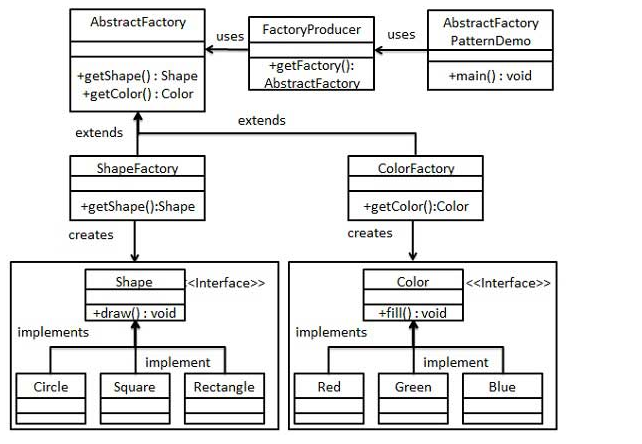 AbstractFactory
+getShape() : Shape
+getColor() : Color
uses
FactoryProducer
+getFactory():
AbstractFactory
uses
AbstractFactory
PatternDemo
+main() : void
extends
extends
ShapeFactory
+getShape():Shape
ColorFactory
+getColor():Color
creates
creates
Shape
<<Interface>>
+draw() : void
implements
implement
Circle
Square
Rectangle
Color
<<Interface>>
+fill() : void
implements
implement
Red
Green
Blue